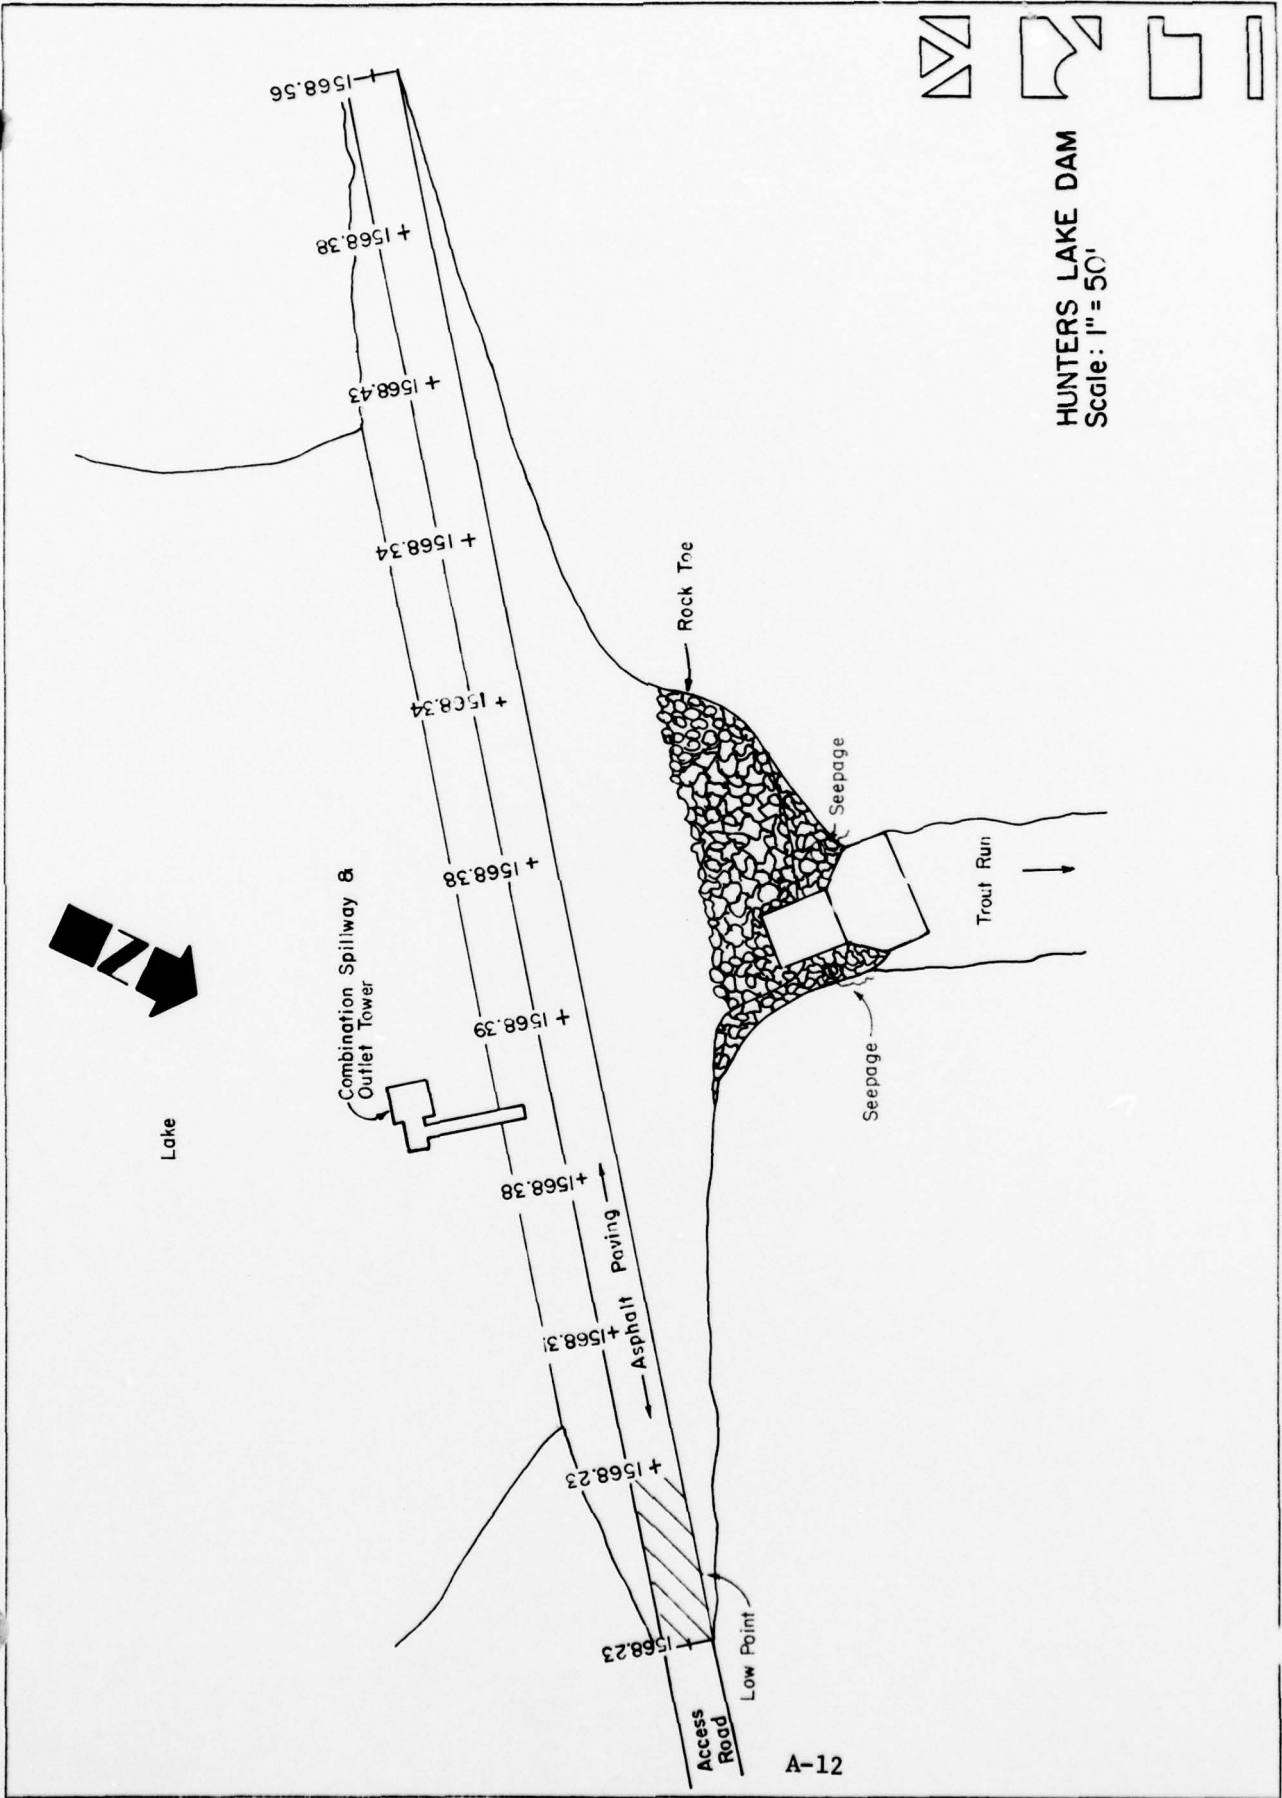 1568.56
1568.38
1568.43
1568.34
1568.34
1568.38
1568.39
1568.38
1568.23
1568.23
Combination Spillway &
Outlet Tower
Lake
Asphalt Paving
Rock Toe
Seepage
Seepage
Trout Run
Low Point
Access
Road
HUNTERS LAKE DAM
Scale: 1" = 50'
A-12